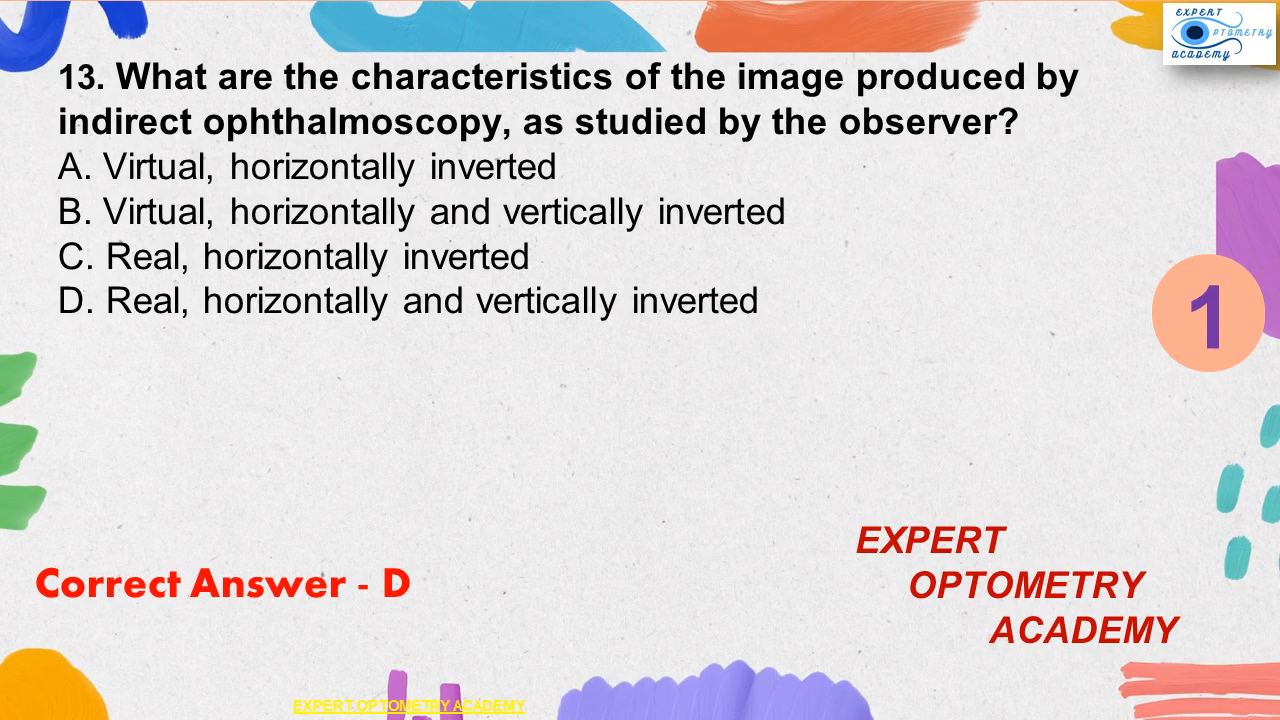 EXPERT
PTOMETRY
academy
13. What are the characteristics of the image produced by
indirect ophthalmoscopy, as studied by the observer?
A. Virtual, horizontally inverted
B. Virtual, horizontally and vertically inverted
C. Real, horizontally inverted
D. Real, horizontally and vertically inverted
1
EXPERT
OPTOMETRY
ACADEMY
Correct Answer - D
EXPERT OPTOMETRY ACADEMY